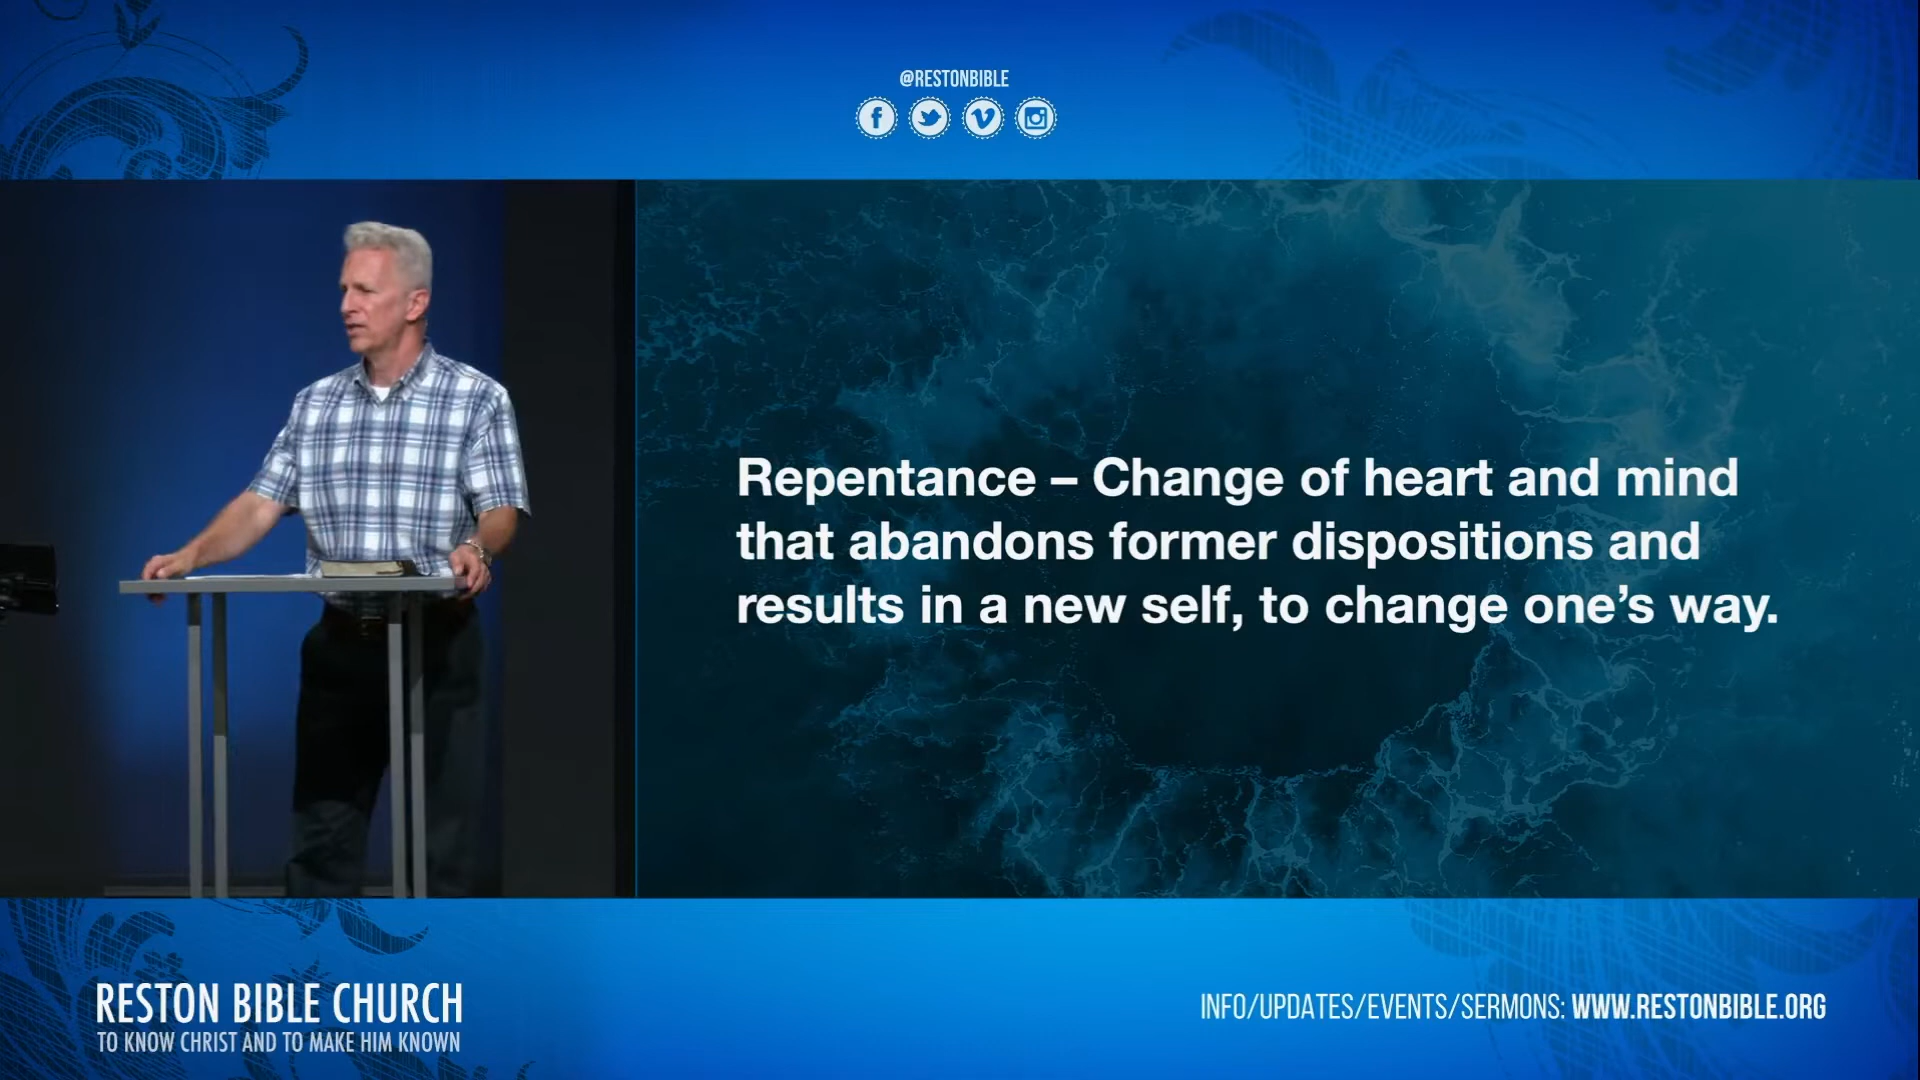 @RESTONBIBLE
Repentance – Change of heart and mind
that abandons former dispositions and
results in a new self, to change one’s way.
RESTON BIBLE CHURCH
TO KNOW CHRIST AND TO MAKE HIM KNOWN
INFO/UPDATES/EVENTS/SERMONS: WWW.RESTONBIBLE.ORG